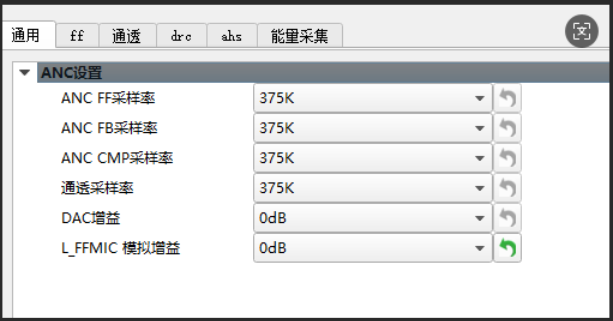 通用 ff 通透 drc ahs 能量采集
ANC设置
ANC FF采样率 375K
ANC FB采样率 375K
ANC CMP采样率 375K
通透采样率 375K
DAC增益 0dB
L_FFMIC 模拟增益 0dB